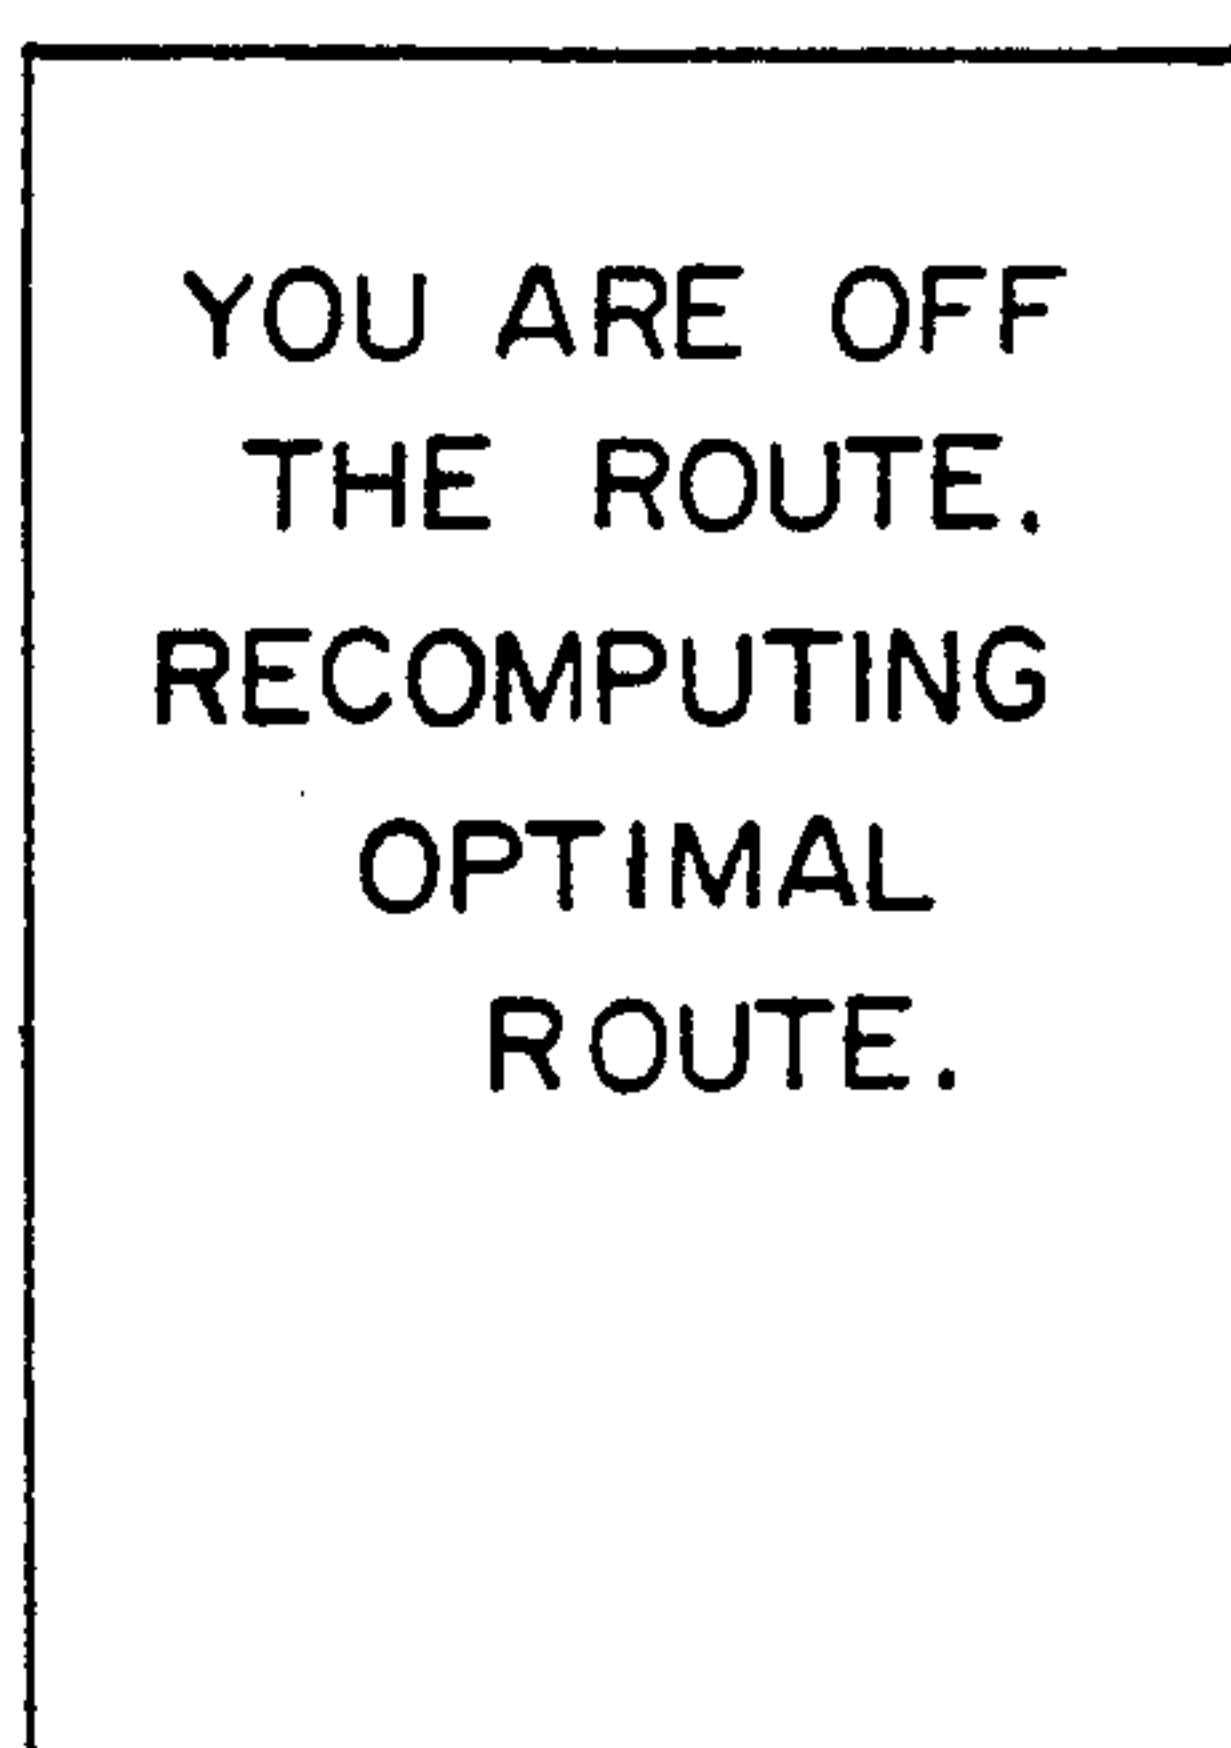 YOU ARE OFF
THE ROUTE.
RECOMPUTING
OPTIMAL
ROUTE.